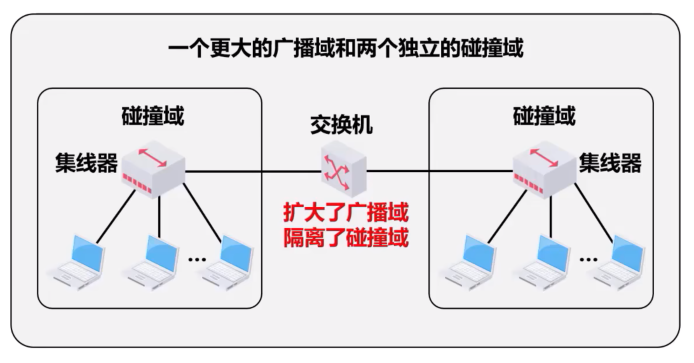 一个更大的广播域和两个独立的碰撞域
碰撞域
集线器
...
交换机
扩大了广播域
隔离了碰撞域
碰撞域
集线器
...